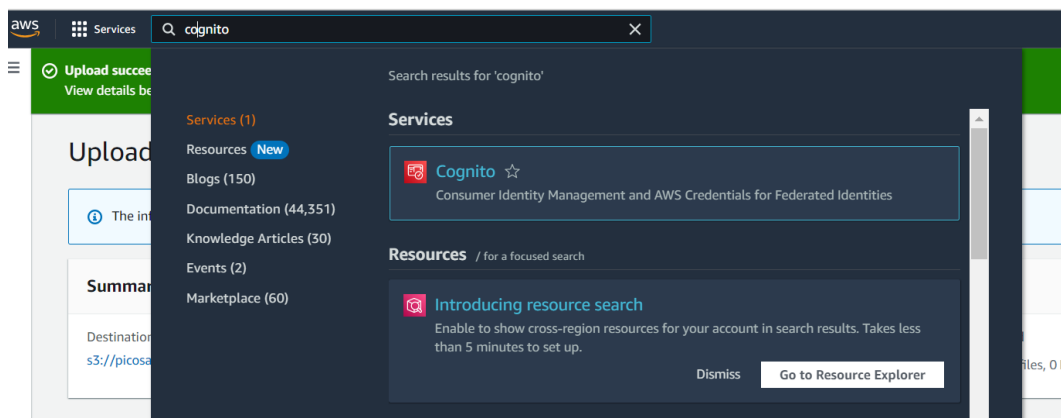 aws
Services
cognito
Upload succee
View details be
Search results for 'cognito'
Services (1)
Resources New
Blogs (150)
Documentation (44,351)
Knowledge Articles (30)
Events (2)
Marketplace (60)
Services
Cognito
Consumer Identity Management and AWS Credentials for Federated Identities
Resources / for a focused search
Introducing resource search
Enable to show cross-region resources for your account in search results. Takes less
than 5 minutes to set up.
Dismiss
Go to Resource Explorer
Upload
The inf
Summar
Destination
s3://picosa
files, 0